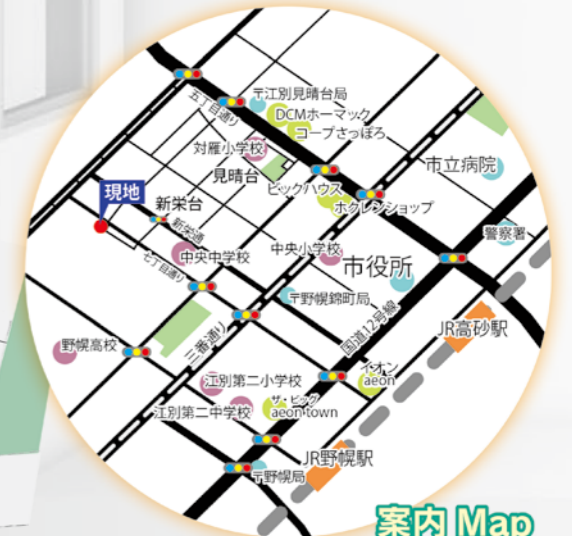 五丁目通り
〒江別見晴台局
DCMホーマック
コープさっぽろ
対雁小学校
見晴台
市立病院
現地
ビックハウス
ホクレンショップ
新栄台
新栄通
警察署
中央中学校
中央小学校
市役所
七丁目通り
〒野幌錦町局
国道12号線
JR高砂駅
三番通り
野幌高校
イオン
aeon
江別第二小学校
ザ・ビッグ
aeon town
江別第二中学校
JR野幌駅
〒野幌局
案内 Map